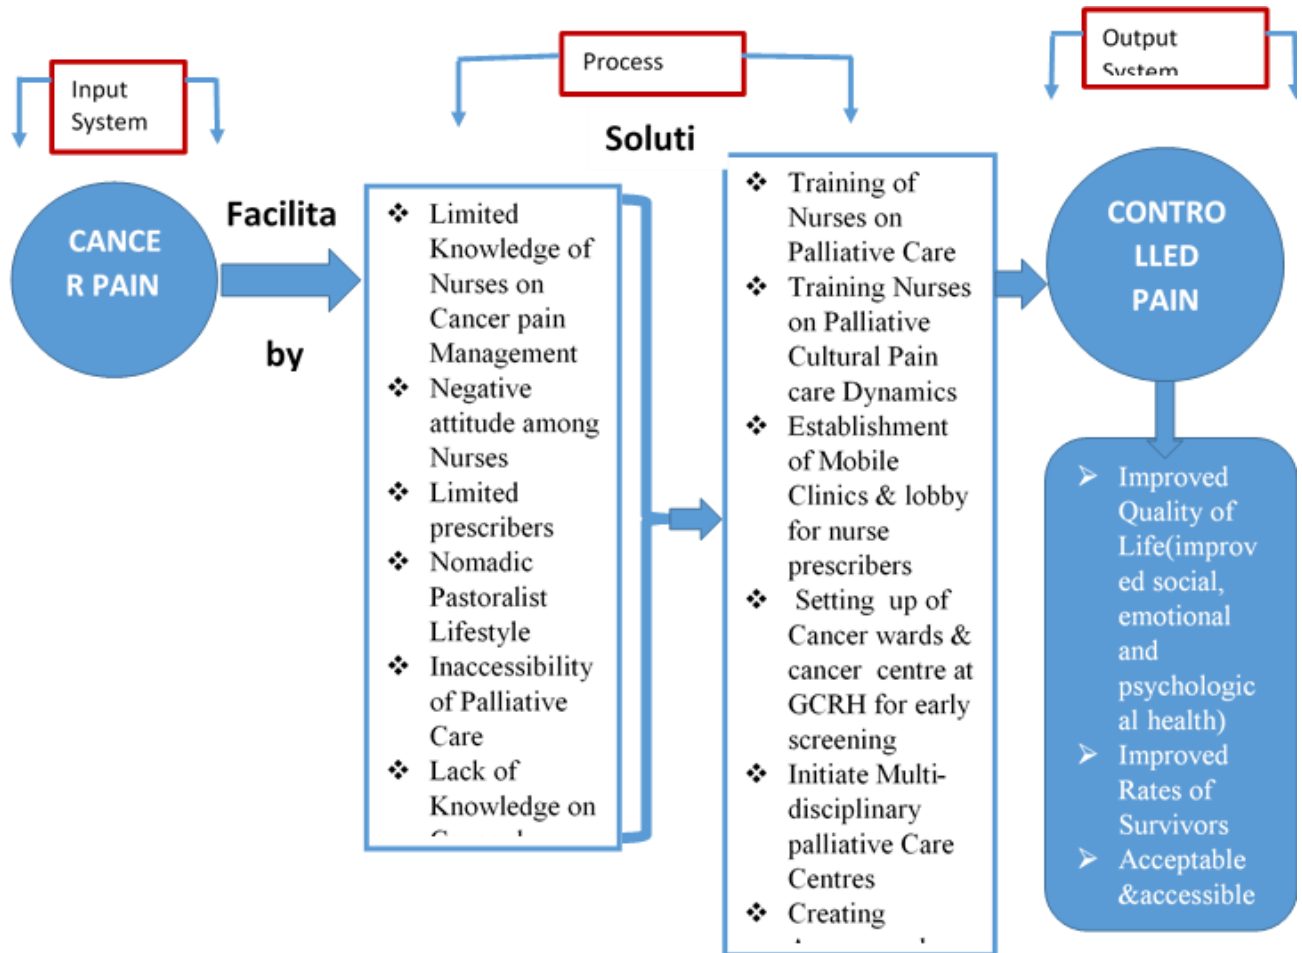 Input
System
Process
Output
System
CANCE
R PAIN
Facilita
by
❖ Limited
Knowledge of
Nurses on
Cancer pain
Management
❖ Negative
attitude among
Nurses
❖ Limited
prescribers
❖ Nomadic
Pastoralist
Lifestyle
❖ Inaccessibility
of Palliative
Care
❖ Lack of
Knowledge on
Soluti
❖ Training of
Nurses on
Palliative Care
❖ Training Nurses
on Palliative
Cultural Pain
care Dynamics
❖ Establishment
of Mobile
Clinics & lobby
for nurse
prescribers
❖ Setting up of
Cancer wards &
cancer centre at
GCRH for early
screening
❖ Initiate Multi-
disciplinary
palliative Care
Centres
❖ Creating
CONTRO
LLED
PAIN
➢ Improved
Quality of
Life(improv
ed social,
emotional
and
psychologic
al health)
➢ Improved
Rates of
Survivors
➢ Acceptable
&accessible